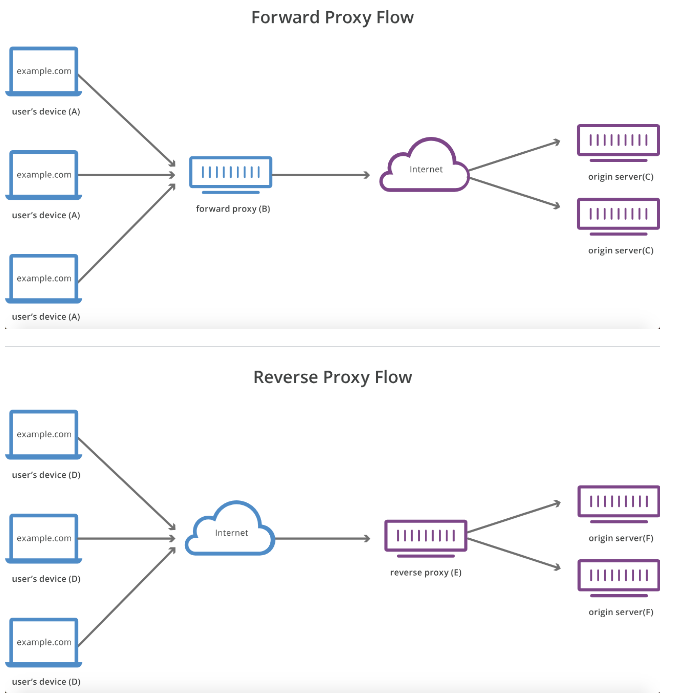 Forward Proxy Flow
example.com
user's device (A)
example.com
user's device (A)
example.com
user's device (A)
forward proxy (B)
Internet
origin server(C)
origin server(C)
Reverse Proxy Flow
example.com
user's device (D)
example.com
user's device (D)
example.com
user's device (D)
Internet
reverse proxy (E)
origin server(F)
origin server(F)